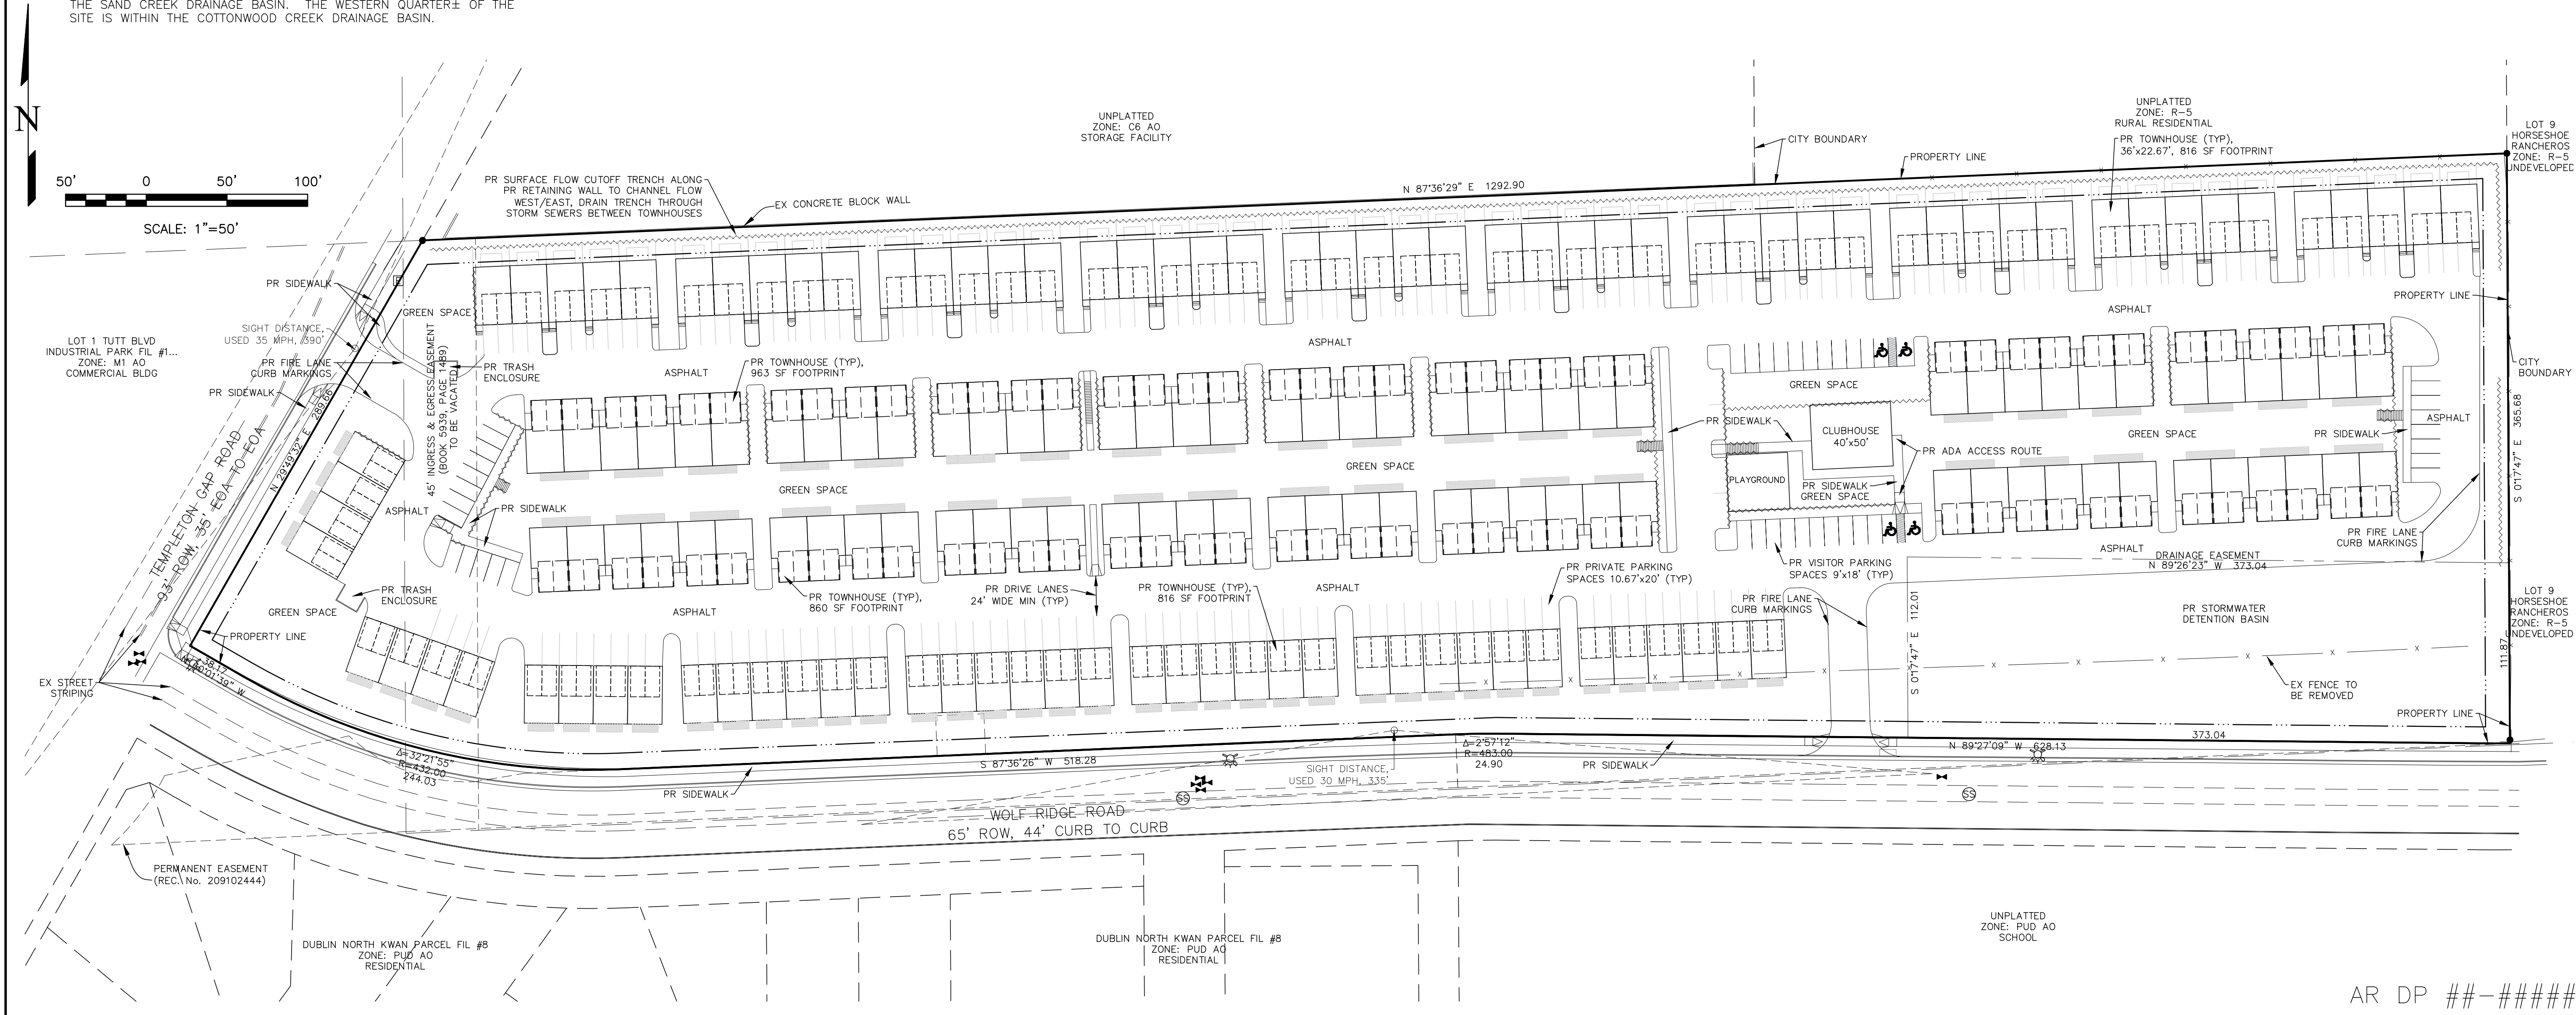 THE SAND CREEK DRAINAGE BASIN.  THE WESTERN QUARTER± OF THE
SITE IS WITHIN THE COTTONWOOD CREEK DRAINAGE BASIN.
N
50' 0 50' 100'
SCALE: 1"=50'
UNPLATTED
ZONE: C6 AO
STORAGE FACILITY
CITY BOUNDARY
UNPLATTED
ZONE: R-5
RURAL RESIDENTIAL
PR TOWNHOUSE (TYP),
36'x22.67', 816 SF FOOTPRINT
PROPERTY LINE
LOT 9
HORSESHOE
RANCHEROS
ZONE: R-5
UNDEVELOPED
PR SURFACE FLOW CUTOFF TRENCH ALONG
PR RETAINING WALL TO CHANNEL FLOW
WEST/EAST, DRAIN TRENCH THROUGH
STORM SEWERS BETWEEN TOWNHOUSES
EX CONCRETE BLOCK WALL
N 87°36'29" E  1292.90
PR SIDEWALK
E
GREEN SPACE
SIGHT DISTANCE,
USED 35 MPH, 390'
LOT 1 TUTT BLVD
INDUSTRIAL PARK FIL #1...
ZONE: M1 AO
COMMERCIAL BLDG
PR FIRE LANE
CURB MARKINGS
PR SIDEWALK
45' INGRESS & EGRESS EASEMENT
(BOOK 5939, PAGE 1489)
TO BE VACATED
PR TRASH
ENCLOSURE
ASPHALT
PR TOWNHOUSE (TYP),
963 SF FOOTPRINT
ASPHALT
ASPHALT
PROPERTY LINE
CITY
BOUNDARY
S 0°17'47" E  365.68
GREEN SPACE
CLUBHOUSE
40'x50'
PR SIDEWALK
PR ADA ACCESS ROUTE
PLAYGROUND
PR SIDEWALK
GREEN SPACE
GREEN SPACE
PR SIDEWALK
ASPHALT
GREEN SPACE
GREEN SPACE
TEMPLETON GAP ROAD
93' ROW, 35' EOA TO EOA
N 29°49'32" E  289.66
ASPHALT
PR SIDEWALK
PR FIRE LANE
CURB MARKINGS
ASPHALT
DRAINAGE EASEMENT
N 89°26'23" W  373.04
PR TRASH
ENCLOSURE
GREEN SPACE
PR TOWNHOUSE (TYP),
860 SF FOOTPRINT
ASPHALT
PR DRIVE LANES
24' WIDE MIN (TYP)
PR TOWNHOUSE (TYP),
816 SF FOOTPRINT
ASPHALT
PR PRIVATE PARKING
SPACES 10.67'x20' (TYP)
PR VISITOR PARKING
SPACES 9'x18' (TYP)
PR FIRE LANE
CURB MARKINGS
S 0°17'47" E  112.01
PR STORMWATER
DETENTION BASIN
LOT 9
HORSESHOE
RANCHEROS
ZONE: R-5
UNDEVELOPED
111.87
EX FENCE TO
BE REMOVED
PROPERTY LINE
PROPERTY LINE
38.17
EX STREET
STRIPING
Δ=32°21'55"
R=432.00
244.03
PR SIDEWALK
S 87°36'26" W  518.28
SIGHT DISTANCE,
USED 30 MPH, 335'
Δ=2°57'12"
R=483.00
24.90
PR SIDEWALK
N 89°27'09" W  628.13
373.04
SS
SS
WOLF RIDGE ROAD
65' ROW, 44' CURB TO CURB
PERMANENT EASEMENT
(REC. No. 209102444)
DUBLIN NORTH KWAN PARCEL FIL #8
ZONE: PUD AO
RESIDENTIAL
DUBLIN NORTH KWAN PARCEL FIL #8
ZONE: PUD AO
RESIDENTIAL
UNPLATTED
ZONE: PUD AO
SCHOOL
AR DP ##-#####